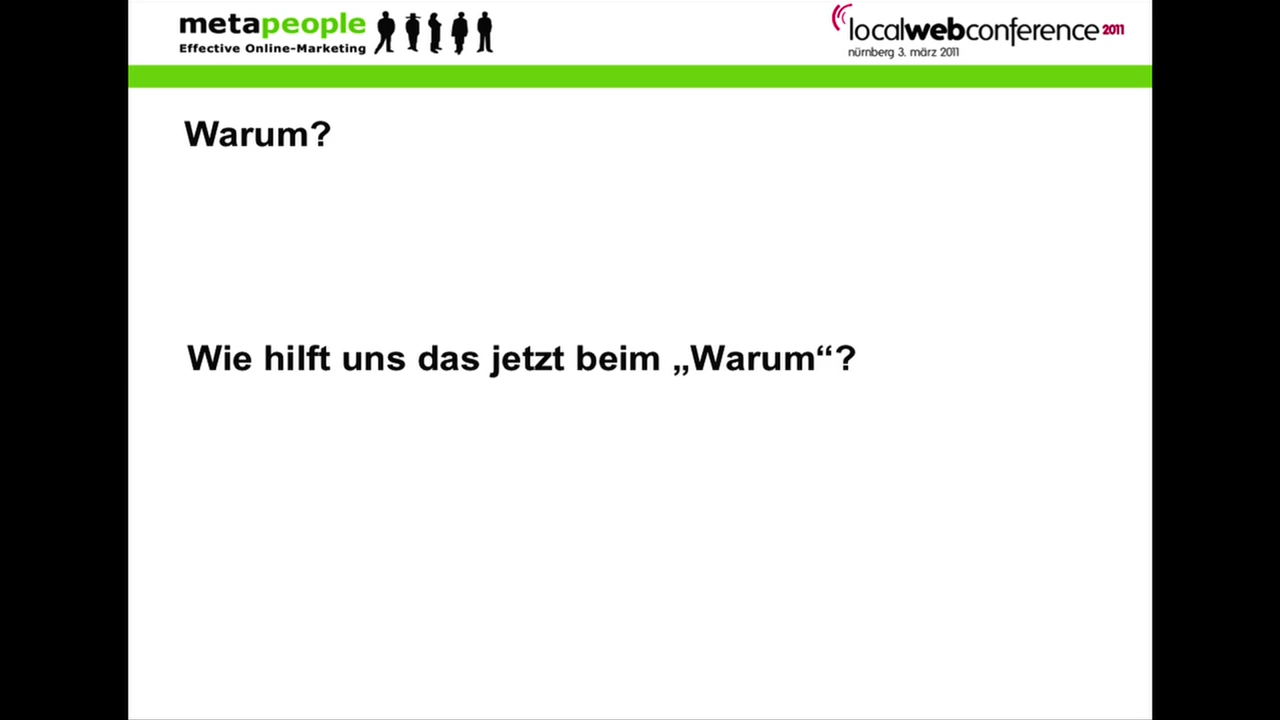 metapeople
Effective Online-Marketing
localwebconference 2011
nürnberg 3. märz 2011
Warum?
Wie hilft uns das jetzt beim „Warum“?